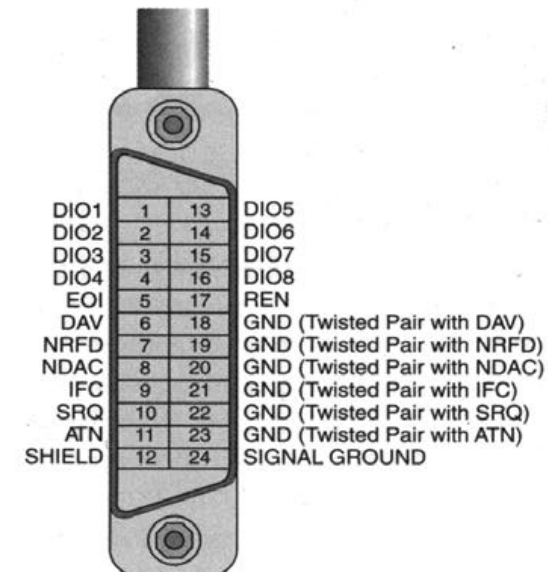 DIO1 1 13 DIO5
DIO2 2 14 DIO6
DIO3 3 15 DIO7
DIO4 4 16 DIO8
EOI 5 17 REN
DAV 6 18 GND (Twisted Pair with DAV)
NRFD 7 19 GND (Twisted Pair with NRFD)
NDAC 8 20 GND (Twisted Pair with NDAC)
IFC 9 21 GND (Twisted Pair with IFC)
SRQ 10 22 GND (Twisted Pair with SRQ)
ATN 11 23 GND (Twisted Pair with ATN)
SHIELD 12 24 SIGNAL GROUND